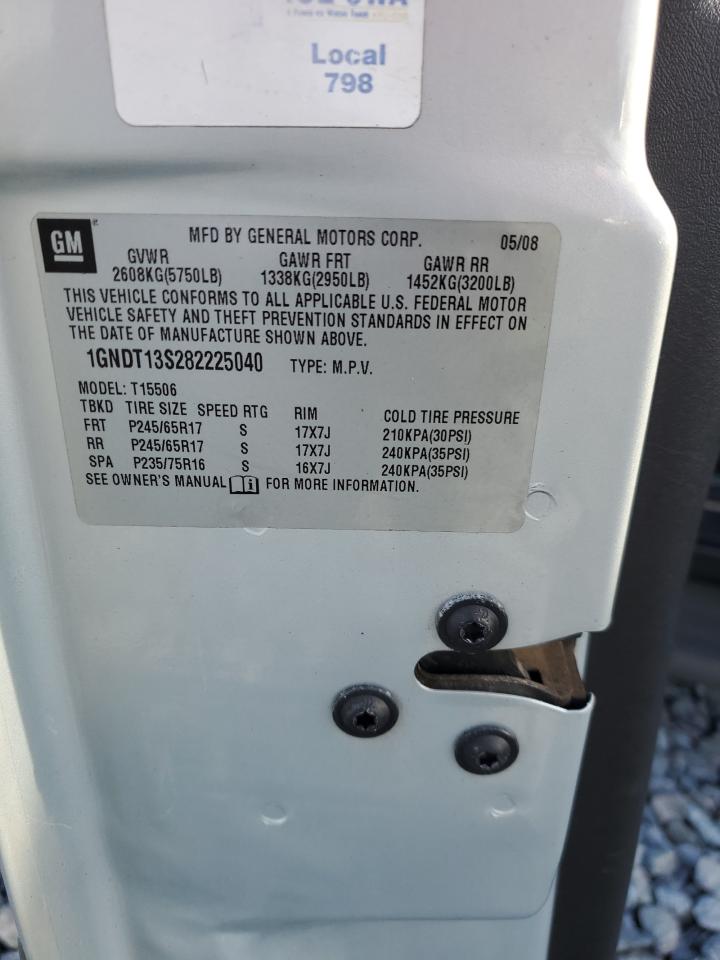 Local
798
GM
MFD BY GENERAL MOTORS CORP. 05/08
GVWR GAWR FRT GAWR RR
2608KG(5750LB) 1338KG(2950LB) 1452KG(3200LB)
THIS VEHICLE CONFORMS TO ALL APPLICABLE U.S. FEDERAL MOTOR
VEHICLE SAFETY AND THEFT PREVENTION STANDARDS IN EFFECT ON
THE DATE OF MANUFACTURE SHOWN ABOVE.
1GNDT13S282225040 TYPE: M.P.V.
MODEL: T15506
TBKD TIRE SIZE SPEED RTG RIM COLD TIRE PRESSURE
FRT P245/65R17 S 17X7J 210KPA(30PSI)
RR P245/65R17 S 17X7J 240KPA(35PSI)
SPA P235/75R16 S 16X7J 240KPA(35PSI)
SEE OWNER'S MANUAL FOR MORE INFORMATION.